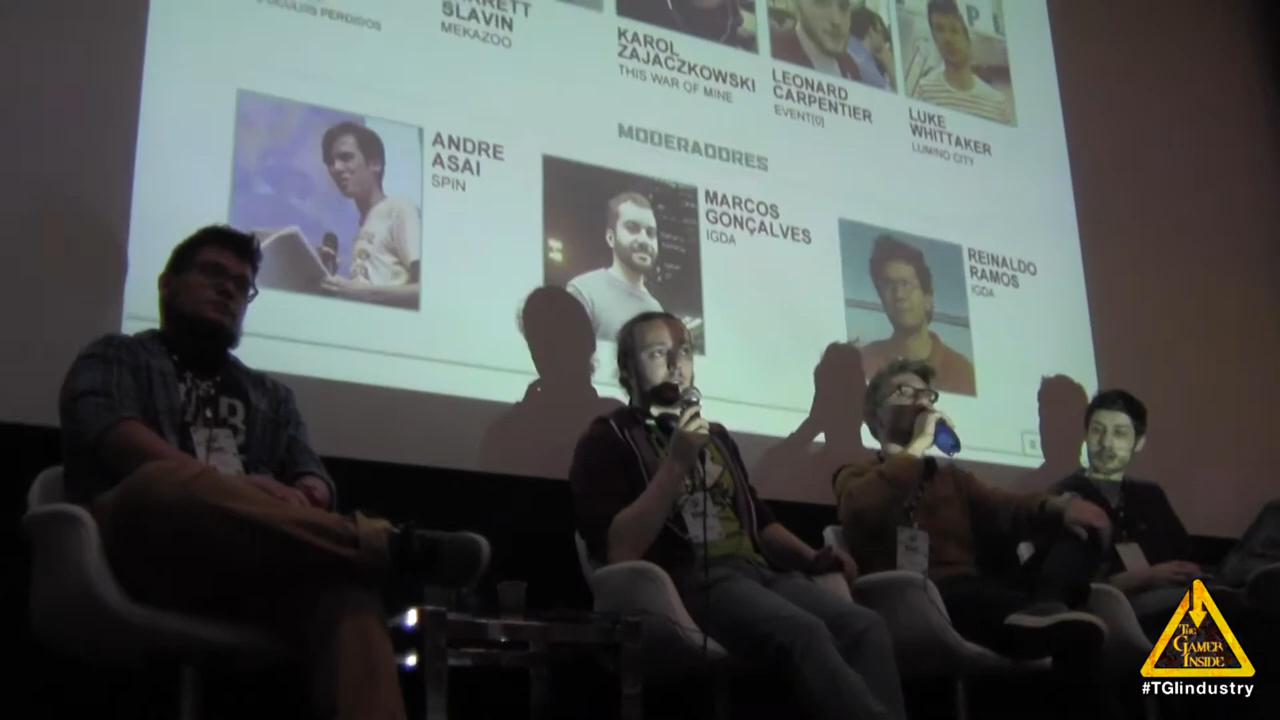 PERDIDOS
SLAVIN
MEKAZOO
KAROL
ZAJACZKOWSKI
THIS WAR OF MINE
LEONARD
CARPENTIER
EVENT[0]
LUKE
WHITTAKER
LUMINO CITY
MODERADORES
ANDRE
ASAI
SPIN
MARCOS
GONÇALVES
IGDA
REINALDO
RAMOS
IGDA
THE
GAMER
INSIDE
#TGIindustry